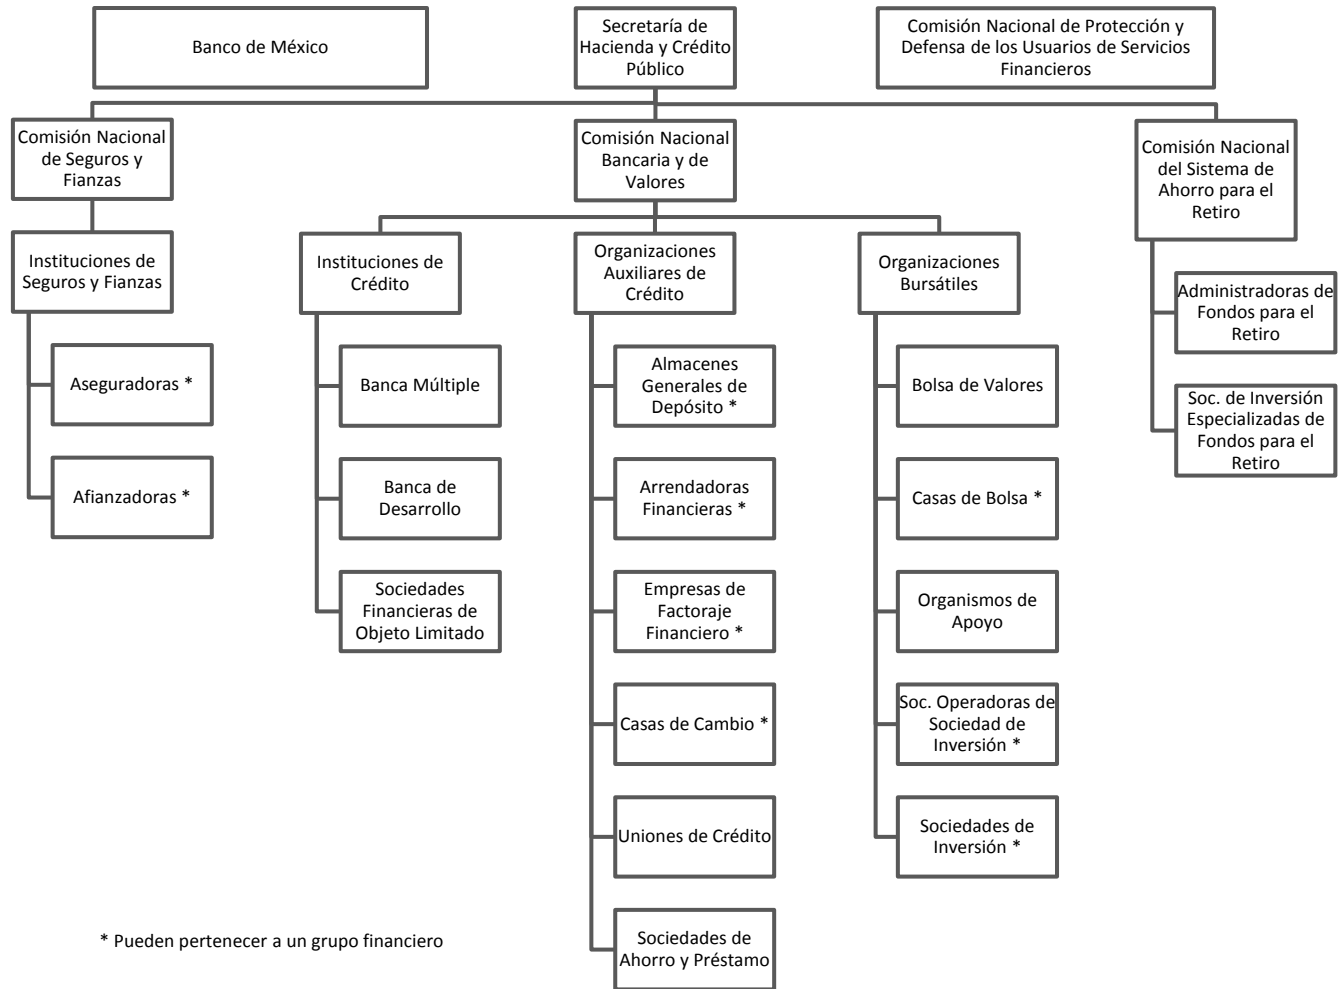 Banco de México
Secretaría de
Hacienda y Crédito
Público
Comisión Nacional de Protección y
Defensa de los Usuarios de Servicios
Financieros
Comisión Nacional
de Seguros y
Fianzas
Comisión Nacional
Bancaria y de
Valores
Comisión Nacional
del Sistema de
Ahorro para el
Retiro
Instituciones de
Seguros y Fianzas
Instituciones de
Crédito
Organizaciones
Auxiliares de
Crédito
Organizaciones
Bursátiles
Administradoras de
Fondos para el
Retiro
Soc. de Inversión
Especializadas de
Fondos para el
Retiro
Aseguradoras *
Afianzadoras *
Banca Múltiple
Banca de
Desarrollo
Sociedades
Financieras de
Objeto Limitado
Almacenes
Generales de
Depósito *
Arrendadoras
Financieras *
Empresas de
Factoraje
Financiero *
Casas de Cambio *
Uniones de Crédito
Sociedades de
Ahorro y Préstamo
Bolsa de Valores
Casas de Bolsa *
Organismos de
Apoyo
Soc. Operadoras de
Sociedad de
Inversión *
Sociedades de
Inversión *
* Pueden pertenecer a un grupo financiero